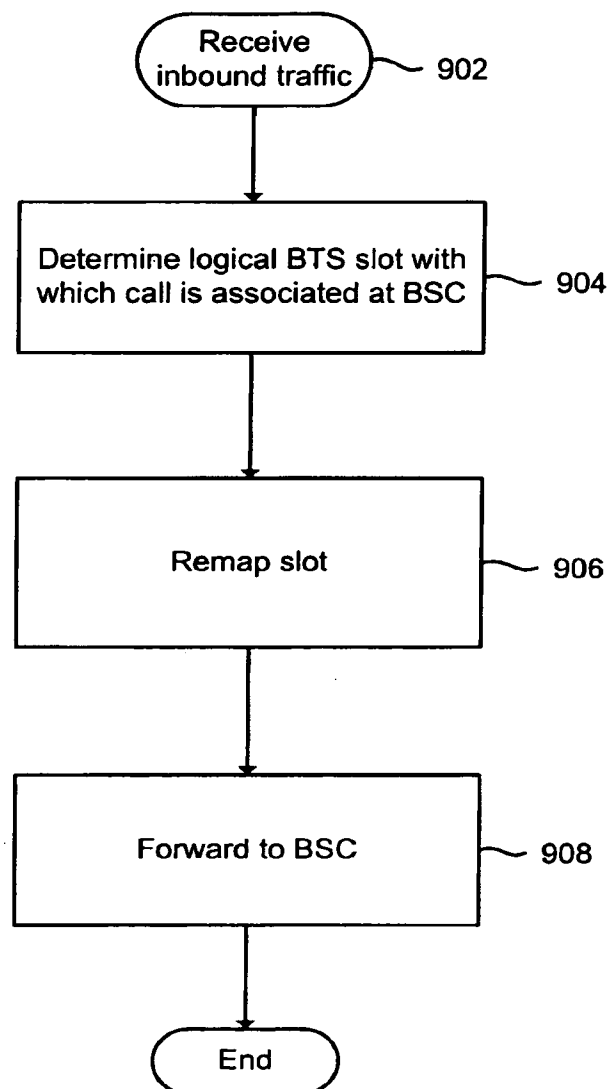 Receive
inbound traffic
902
Determine logical BTS slot with
which call is associated at BSC
904
Remap slot
906
Forward to BSC
908
End